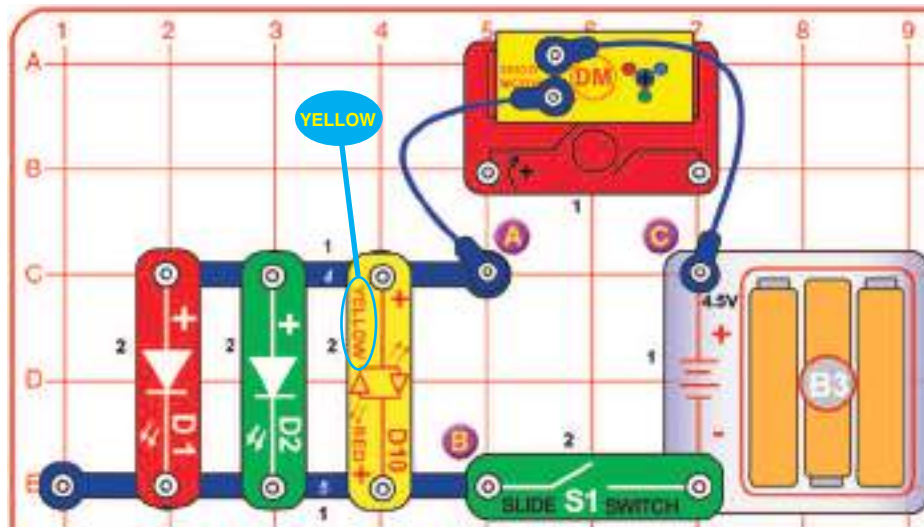 1 2 3 4 5 6 7 8 9
A
DM
YELLOW
B
+
1
A C
1
C
4
4.5V
+ + + +
2 2 2 YELLOW 1
D
B3
D1 D2 RED + D10
B
-
2
E
SLIDE S1 SWITCH
1